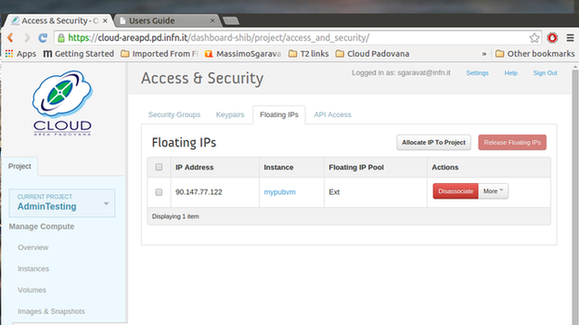 Access & Security - C
Users Guide
https://cloud-areapd.pd.infn.it/dashboard-shib/project/access_and_security/
Apps
Getting Started
Imported From F
MassimoSgarava
T2 links
Cloud Padovana
»
Other bookmarks
CLOUD
AREA PADOVANA
Access & Security
Logged in as: sgaravat@infn.it
Settings
Help
Sign Out
Security Groups
Keypairs
Floating IPs
API Access
Floating IPs
Allocate IP To Project
Release Floating IPs
IP Address
Instance
Floating IP Pool
Actions
90.147.77.122
mypubvm
Ext
Disassociate
More
Displaying 1 item
Project
CURRENT PROJECT
AdminTesting
Manage Compute
Overview
Instances
Volumes
Images & Snapshots